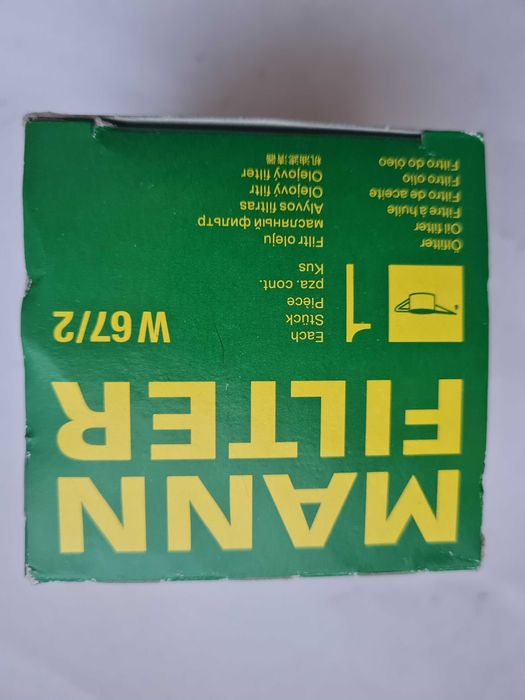 MANN
FILTER
W 67/2
1
Each
Stück
Pièce
pza. cont.
Kus
Ölfilter
Oil filter
Filtre à huile
Filtro de aceite
Filtro olio
Filtro do óleo
Filtr oleju
масляный фильтр
Alyvos filtras
Olejový filtr
Olejový filter
机油滤清器